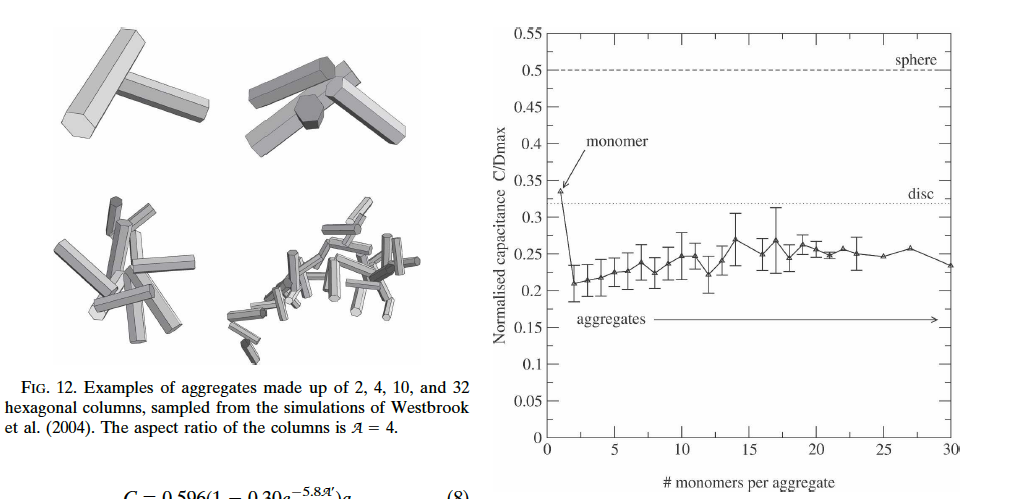 FIG. 12. Examples of aggregates made up of 2, 4, 10, and 32
hexagonal columns, sampled from the simulations of Westbrook
et al. (2004). The aspect ratio of the columns is 𝒜 = 4.
(8)
Normalised capacitance C/Dmax
0.55
0.5
0.45
0.4
0.35
0.3
0.25
0.2
0.15
0.1
0.05
0
sphere
monomer
disc
aggregates
0 5 10 15 20 25 30
# monomers per aggregate